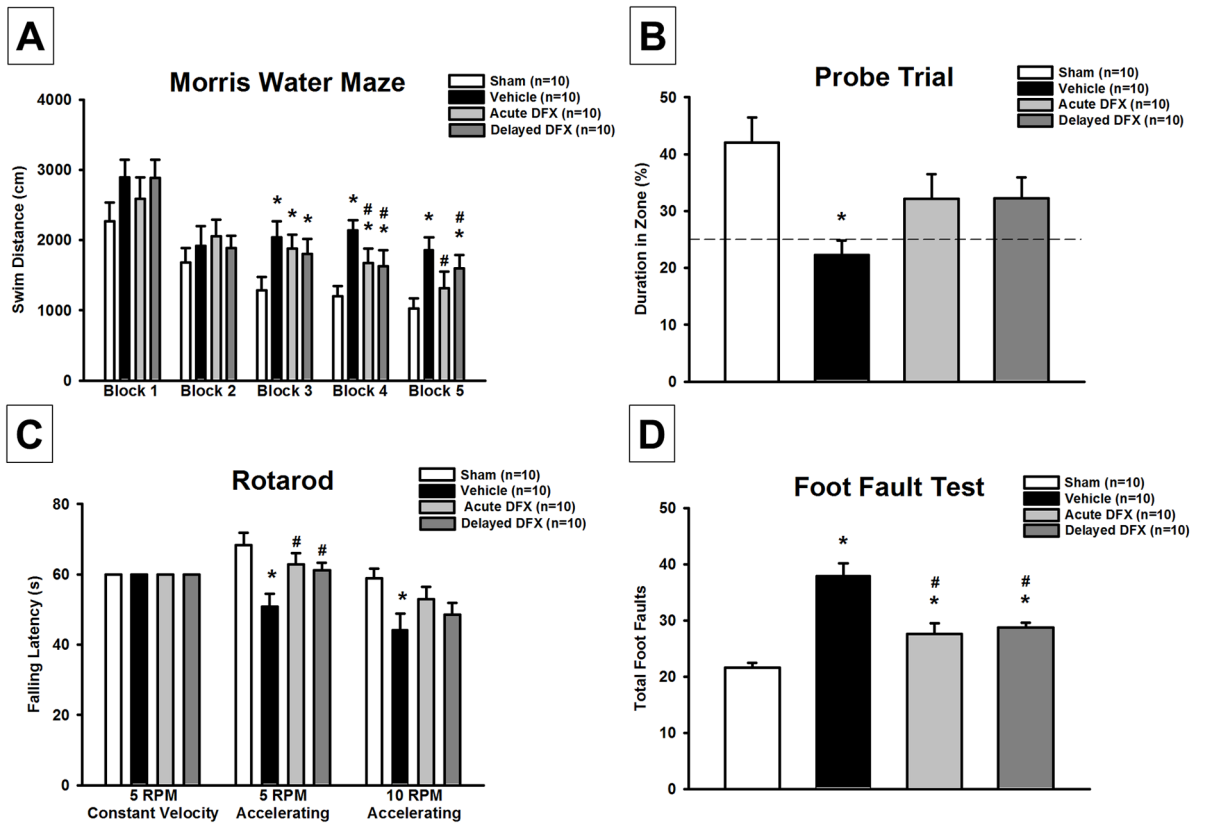 A
Morris Water Maze
Sham (n=10)
Vehicle (n=10)
Acute DFX (n=10)
Delayed DFX (n=10)
Swim Distance (cm)
4000
3000
2000
1000
0
* * *
* # * # *
* # # *
Block 1 Block 2 Block 3 Block 4 Block 5
B
Probe Trial
Sham (n=10)
Vehicle (n=10)
Acute DFX (n=10)
Delayed DFX (n=10)
Duration in Zone (%)
50
40
30
20
10
0
*
C
Rotarod
Sham (n=10)
Vehicle (n=10)
Acute DFX (n=10)
Delayed DFX (n=10)
Falling Latency (s)
80
60
40
20
0
* # #
*
5 RPM 5 RPM 10 RPM
Constant Velocity Accelerating Accelerating
D
Foot Fault Test
Sham (n=10)
Vehicle (n=10)
Acute DFX (n=10)
Delayed DFX (n=10)
Total Foot Faults
50
40
30
20
10
0
*
# #
* *